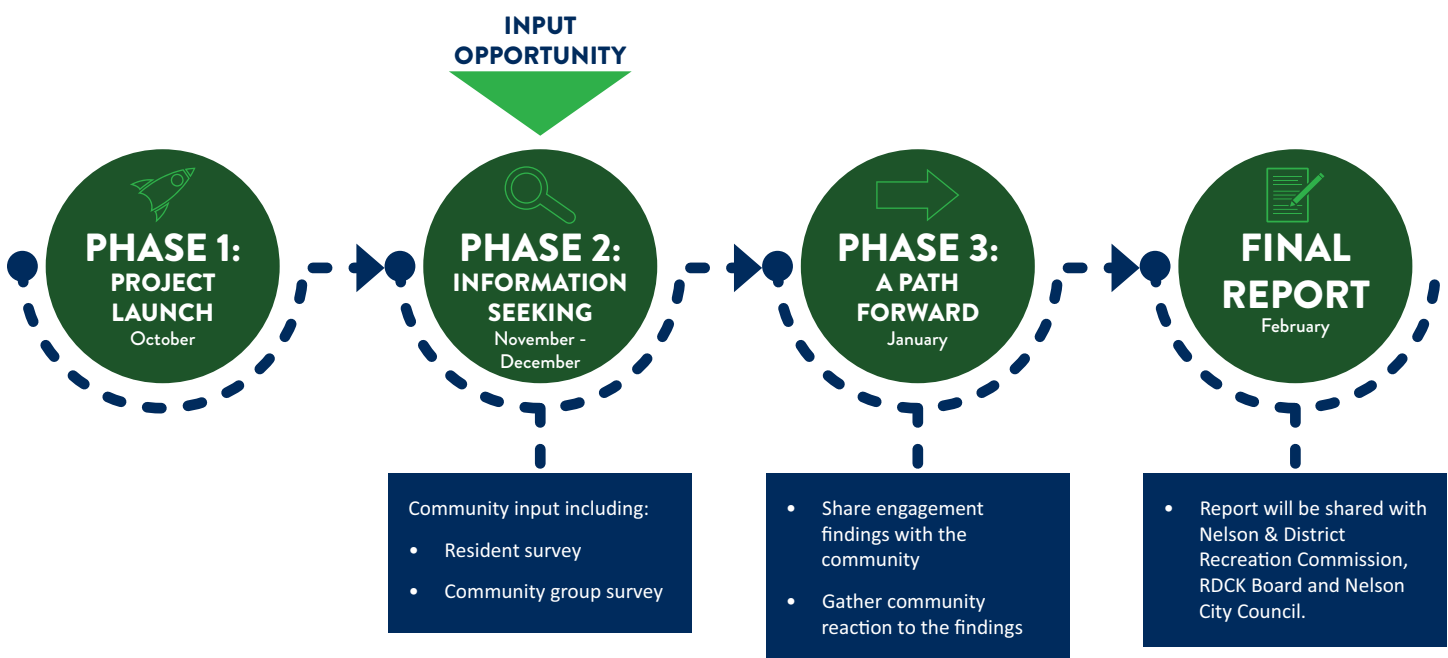 INPUT
OPPORTUNITY
PHASE 1:
PROJECT
LAUNCH
October
PHASE 2:
INFORMATION
SEEKING
November -
December
PHASE 3:
A PATH
FORWARD
January
FINAL
REPORT
February
Community input including:
• Resident survey
• Community group survey
• Share engagement
findings with the
community
• Gather community
reaction to the findings
• Report will be shared with
Nelson & District
Recreation Commission,
RDCK Board and Nelson
City Council.